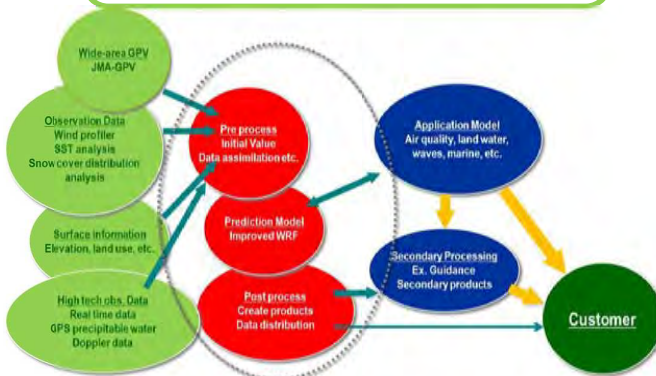 Wide-area GPV
JMA-GPV
Observation Data
Wind profiler
SST analysis
Snow cover distribution
analysis
Surface information
Elevation, land use, etc.
High tech obs. Data
Real time data
GPS precipitable water
Doppler data
Pre process
Initial Value
Data assimilation etc.
Prediction Model
Improved WRF
Post process
Create products
Data distribution
Application Model
Air quality, land water,
waves, marine, etc.
Secondary Processing
Ex. Guidance
Secondary products
Customer